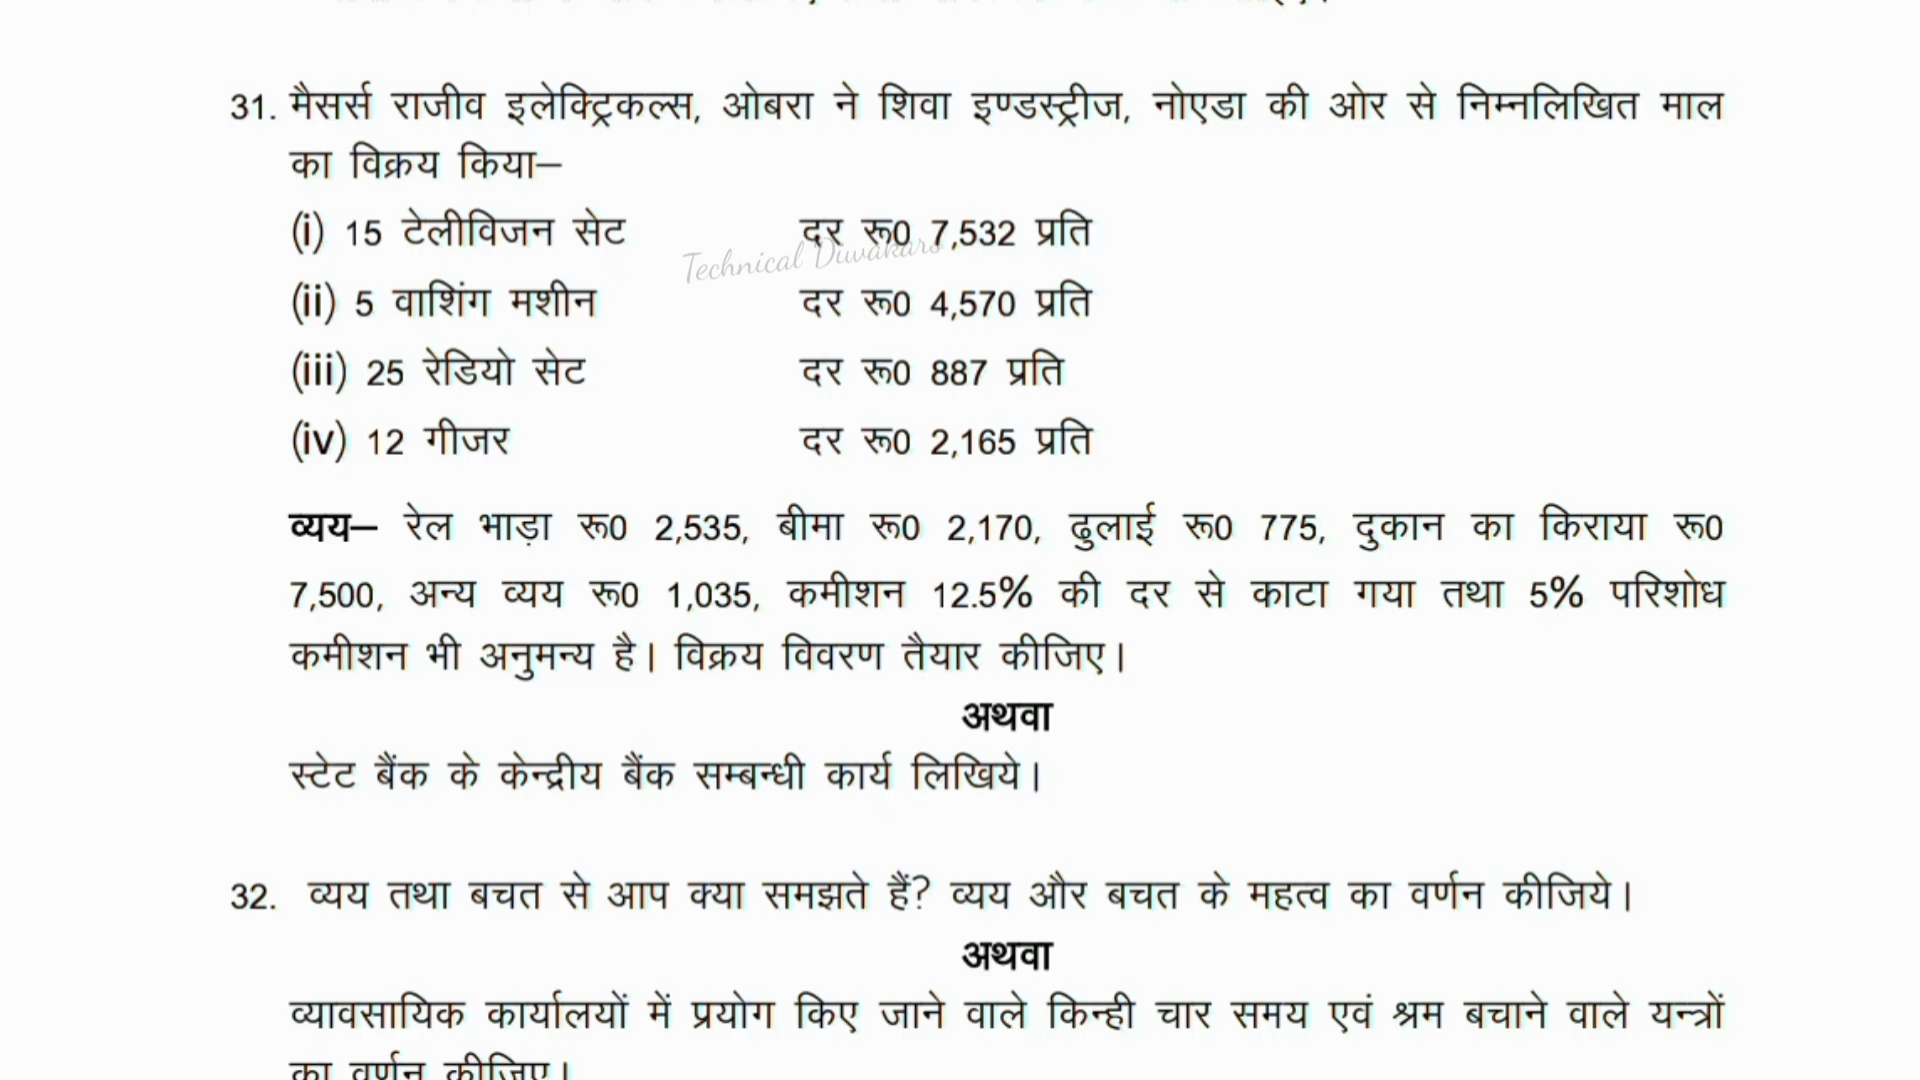 31. मैसर्स राजीव इलेक्ट्रिकल्स, ओबरा ने शिवा इण्डस्ट्रीज, नोएडा की ओर से निम्नलिखित माल
का विक्रय किया–
(i) 15 टेलीविजन सेट दर रू0 7,532 प्रति
Technical Diwakars
(ii) 5 वाशिंग मशीन दर रू0 4,570 प्रति
(iii) 25 रेडियो सेट दर रू0 887 प्रति
(iv) 12 गीजर दर रू0 2,165 प्रति
व्यय– रेल भाड़ा रू0 2,535, बीमा रू0 2,170, ढुलाई रू0 775, दुकान का किराया रू0
7,500, अन्य व्यय रू0 1,035, कमीशन 12.5% की दर से काटा गया तथा 5% परिशोध
कमीशन भी अनुमन्य है। विक्रय विवरण तैयार कीजिए।
अथवा
स्टेट बैंक के केन्द्रीय बैंक सम्बन्धी कार्य लिखिये।
32. व्यय तथा बचत से आप क्या समझते हैं? व्यय और बचत के महत्व का वर्णन कीजिये।
अथवा
व्यावसायिक कार्यालयों में प्रयोग किए जाने वाले किन्ही चार समय एवं श्रम बचाने वाले यन्त्रों
का वर्णन कीजिए।